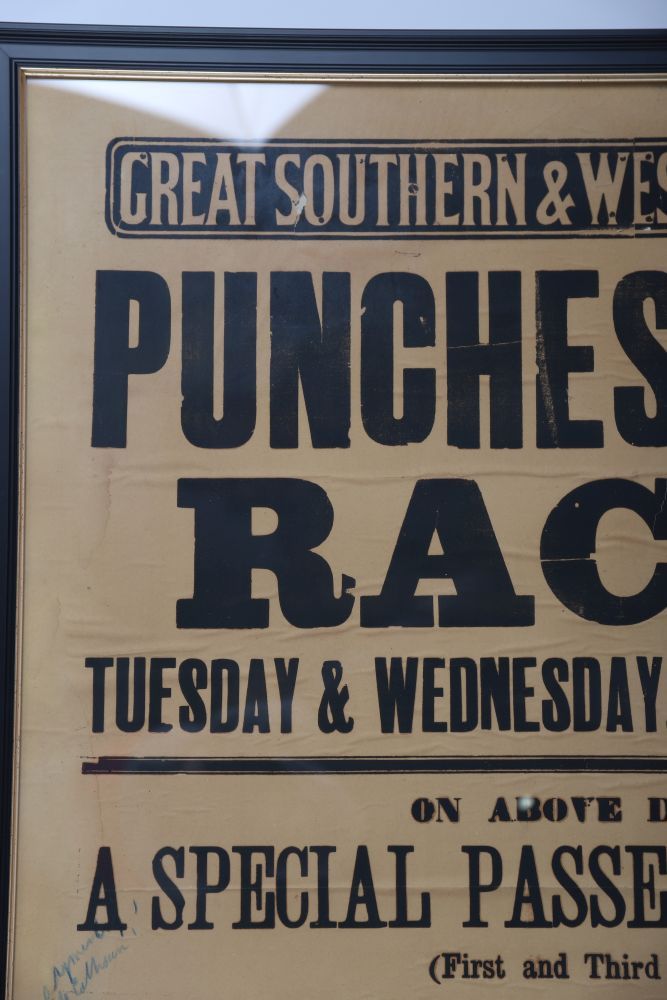 GREAT SOUTHERN & WES
PUNCHES
RAC
TUESDAY & WEDNESDAY
ON ABOVE D
A SPECIAL PASSE
(First and Third